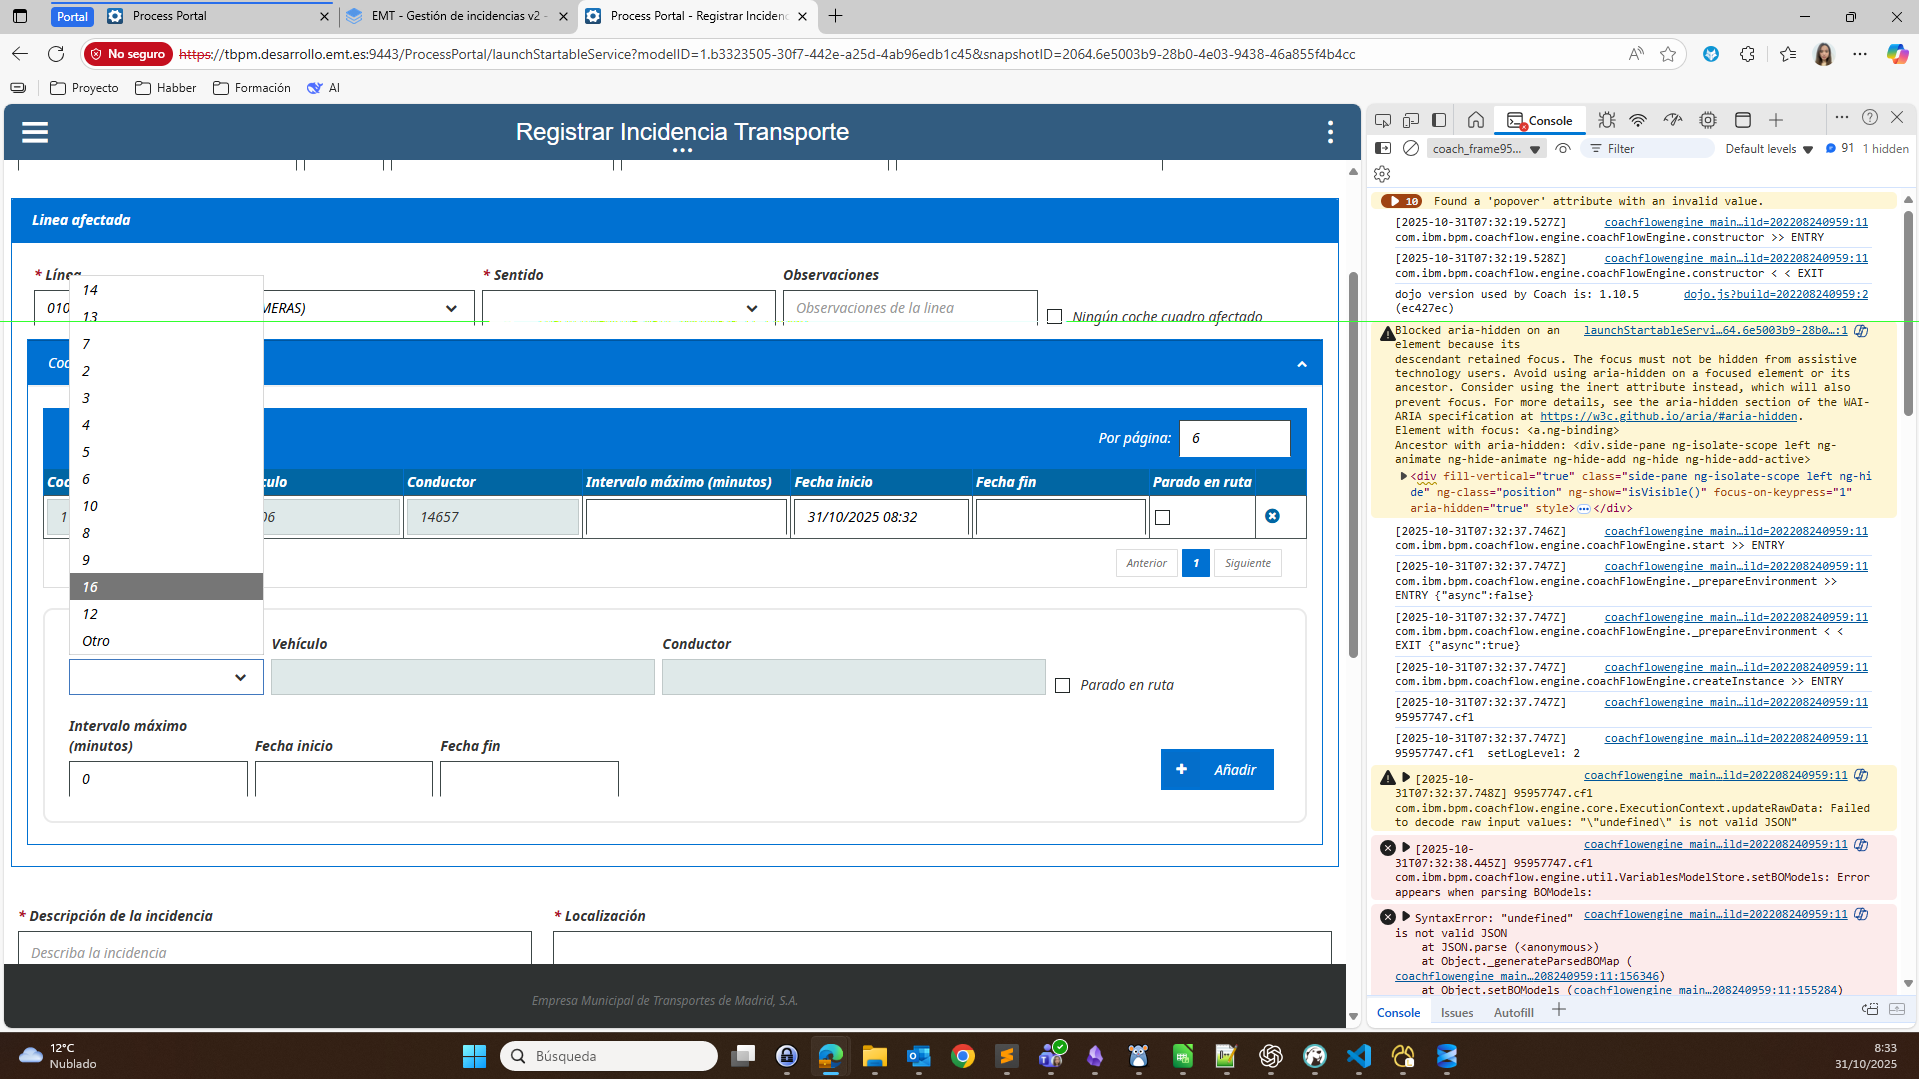 Portal
Process Portal
EMT - Gestión de incidencias v2 -
Process Portal - Registrar Incidenc
No seguro
https://tbpm.desarrollo.emt.es:9443/ProcessPortal/launchStartableService?modelID=1.b3323505-30f7-442e-a25d-4ab96edb1c45&snapshotID=2064.6e5003b9-28b0-4e03-9438-46a855f4b4cc
Proyecto
Habber
Formación
AI
Registrar Incidencia Transporte
Linea afectada
* Línea
* Sentido
Observaciones
010
MERAS)
Observaciones de la linea
Ningún coche cuadro afectado
14
13
7
2
3
4
5
6
10
8
9
16
12
Otro
Coc
Por página: 6
Coc
ulo
Conductor
Intervalo máximo (minutos)
Fecha inicio
Fecha fin
Parado en ruta
1
06
14657
31/10/2025 08:32
Anterior
1
Siguiente
Vehículo
Conductor
Parado en ruta
Intervalo máximo
(minutos)
Fecha inicio
Fecha fin
0
+ Añadir
* Descripción de la incidencia
* Localización
Describa la incidencia
Empresa Municipal de Transportes de Madrid, S.A.
Console
coach_frame95...
Filter
Default levels
91
1 hidden
10 Found a 'popover' attribute with an invalid value.
[2025-10-31T07:32:19.527Z] coachflowengine_main…ild=202208240959:11
com.ibm.bpm.coachflow.engine.coachFlowEngine.constructor >> ENTRY
[2025-10-31T07:32:19.528Z] coachflowengine_main…ild=202208240959:11
com.ibm.bpm.coachflow.engine.coachFlowEngine.constructor < < EXIT
dojo version used by Coach is: 1.10.5 dojo.js?build=202208240959:2
(ec427ec)
Blocked aria-hidden on an launchStartableServi…64.6e5003b9-28b0…:1
element because its
descendant retained focus. The focus must not be hidden from assistive
technology users. Avoid using aria-hidden on a focused element or its
ancestor. Consider using the inert attribute instead, which will also
prevent focus. For more details, see the aria-hidden section of the WAI-
ARIA specification at https://w3c.github.io/aria/#aria-hidden.
Element with focus: <a.ng-binding>
Ancestor with aria-hidden: <div.side-pane ng-isolate-scope left ng-
animate ng-hide-animate ng-hide-add ng-hide ng-hide-add-active>
<div fill-vertical="true" class="side-pane ng-isolate-scope left ng-hi
de" ng-class="position" ng-show="isVisible()" focus-on-keypress="1"
aria-hidden="true" style>…</div>
[2025-10-31T07:32:37.746Z] coachflowengine_main…ild=202208240959:11
com.ibm.bpm.coachflow.engine.coachFlowEngine.start >> ENTRY
[2025-10-31T07:32:37.747Z] coachflowengine_main…ild=202208240959:11
com.ibm.bpm.coachflow.engine.coachFlowEngine._prepareEnvironment >>
ENTRY {"async":false}
[2025-10-31T07:32:37.747Z] coachflowengine_main…ild=202208240959:11
com.ibm.bpm.coachflow.engine.coachFlowEngine._prepareEnvironment < <
EXIT {"async":true}
[2025-10-31T07:32:37.747Z] coachflowengine_main…ild=202208240959:11
com.ibm.bpm.coachflow.engine.coachFlowEngine.createInstance >> ENTRY
[2025-10-31T07:32:37.747Z] coachflowengine_main…ild=202208240959:11
95957747.cf1
[2025-10-31T07:32:37.747Z] coachflowengine_main…ild=202208240959:11
95957747.cf1 setLogLevel: 2
[2025-10- coachflowengine_main…ild=202208240959:11
31T07:32:37.748Z] 95957747.cf1
com.ibm.bpm.coachflow.engine.core.ExecutionContext.updateRawData: Failed
to decode raw input values: "\"undefined\" is not valid JSON"
[2025-10- coachflowengine_main…ild=202208240959:11
31T07:32:38.445Z] 95957747.cf1
com.ibm.bpm.coachflow.engine.util.VariablesModelStore.setBOModels: Error
appears when parsing BOModels:
SyntaxError: "undefined" coachflowengine_main…ild=202208240959:11
is not valid JSON
at JSON.parse (<anonymous>)
at Object._generateParsedBOMap (
coachflowengine_main…208240959:11:156346)
at Object.setBOModels (coachflowengine_main…208240959:11:155284)
Console
Issues
Autofill
12°C
Nublado
Búsqueda
8:33
31/10/2025